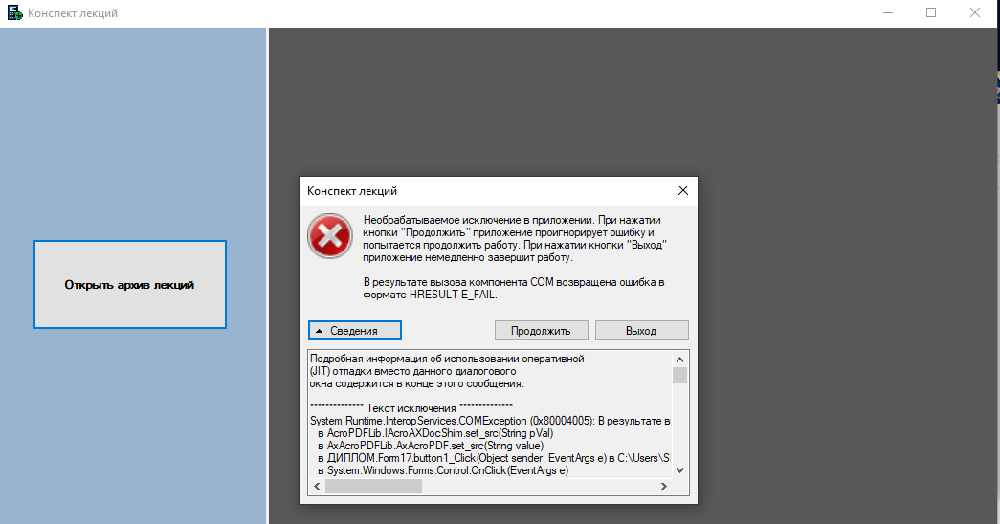 Конспект лекций
Открыть архив лекций
Конспект лекций
Необрабатываемое исключение в приложении. При нажатии
кнопки "Продолжить" приложение проигнорирует ошибку и
попытается продолжить работу. При нажатии кнопки "Выход"
приложение немедленно завершит работу.
В результате вызова компонента COM возвращена ошибка в
формате HRESULT E_FAIL.
Сведения
Продолжить
Выход
Подробная информация об использовании оперативной
(JIT) отладки вместо данного диалогового
окна содержится в конце этого сообщения.
************** Текст исключения **************
System.Runtime.InteropServices.COMException (0x80004005): В результате в
в AcroPDFLib.IAcroAXDocShim.set_src(String pVal)
в AxAcroPDFLib.AxAcroPDF.set_src(String value)
в ДИПЛОМ.Form17.button1_Click(Object sender, EventArgs e) в C:\Users\S
в System.Windows.Forms.Control.OnClick(EventArgs e)